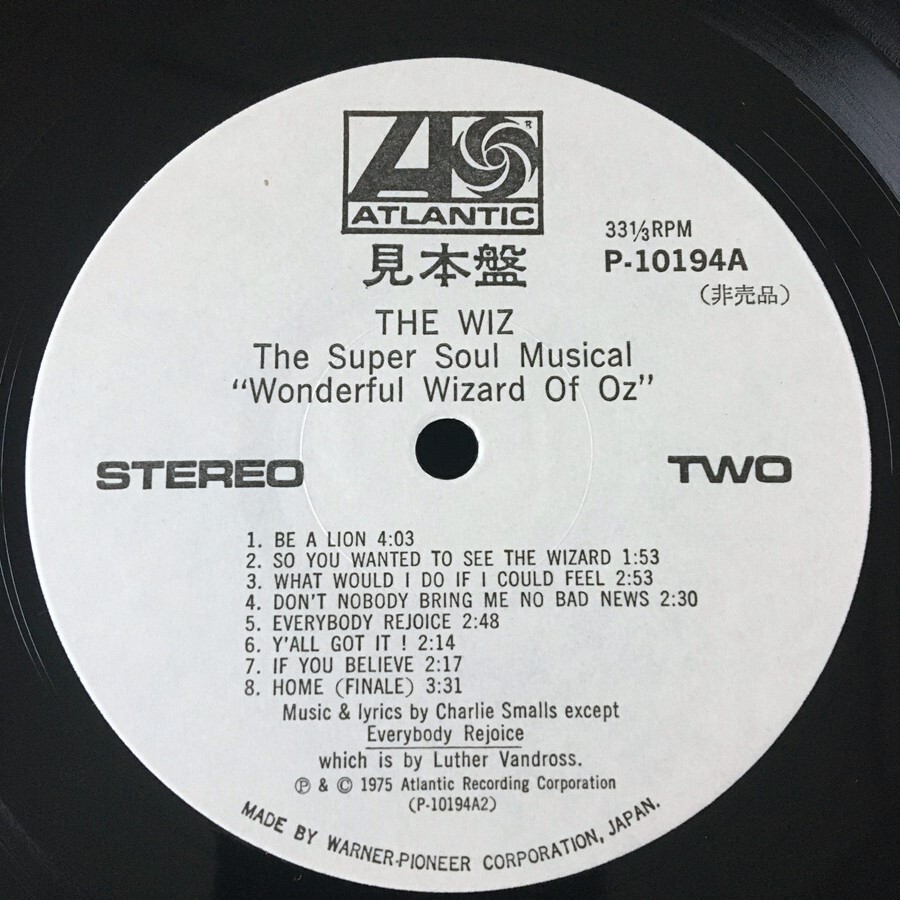 ATLANTIC
®
見本盤
33⅓RPM
P-10194A
(非売品)
THE WIZ
The Super Soul Musical
"Wonderful Wizard Of Oz"
STEREO
TWO
1. BE A LION 4:03
2. SO YOU WANTED TO SEE THE WIZARD 1:53
3. WHAT WOULD I DO IF I COULD FEEL 2:53
4. DON'T NOBODY BRING ME NO BAD NEWS 2:30
5. EVERYBODY REJOICE 2:48
6. Y'ALL GOT IT ! 2:14
7. IF YOU BELIEVE 2:17
8. HOME (FINALE) 3:31
Music & lyrics by Charlie Smalls except
Everybody Rejoice
which is by Luther Vandross.
℗ & © 1975 Atlantic Recording Corporation
(P-10194A2)
MADE BY WARNER-PIONEER CORPORATION, JAPAN.